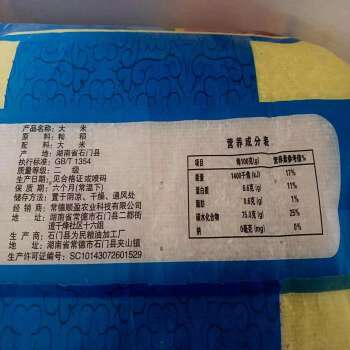 产品名称：大　米
原　料：籼　稻
配　料：大　米
产　地：湖南省石门县
执行标准：GB/T 1354
质量等级：二　级
生产日期：见合格证或喷码
保 质 期：六个月(常温下)
储存方法：置于阴凉、干燥、通风处
出 品 商：常德顺盈农业科技有限公司
地　址：湖南省常德市石门县二都街
道千烽社区十六组
生 产 商：石门县为民粮油加工厂
地　址：湖南省常德市石门县夹山镇
生产许可证编号：SC10143072601529
营 养 成 分 表
项目 每100克(g) 营养素参考值%
能量 1400千焦(kJ) 17%
蛋白质 6.6克(g) 11%
脂肪 0.6克(g) 1%
碳水化合物 75.0克(g) 25%
钠 0毫克(mg) 0%